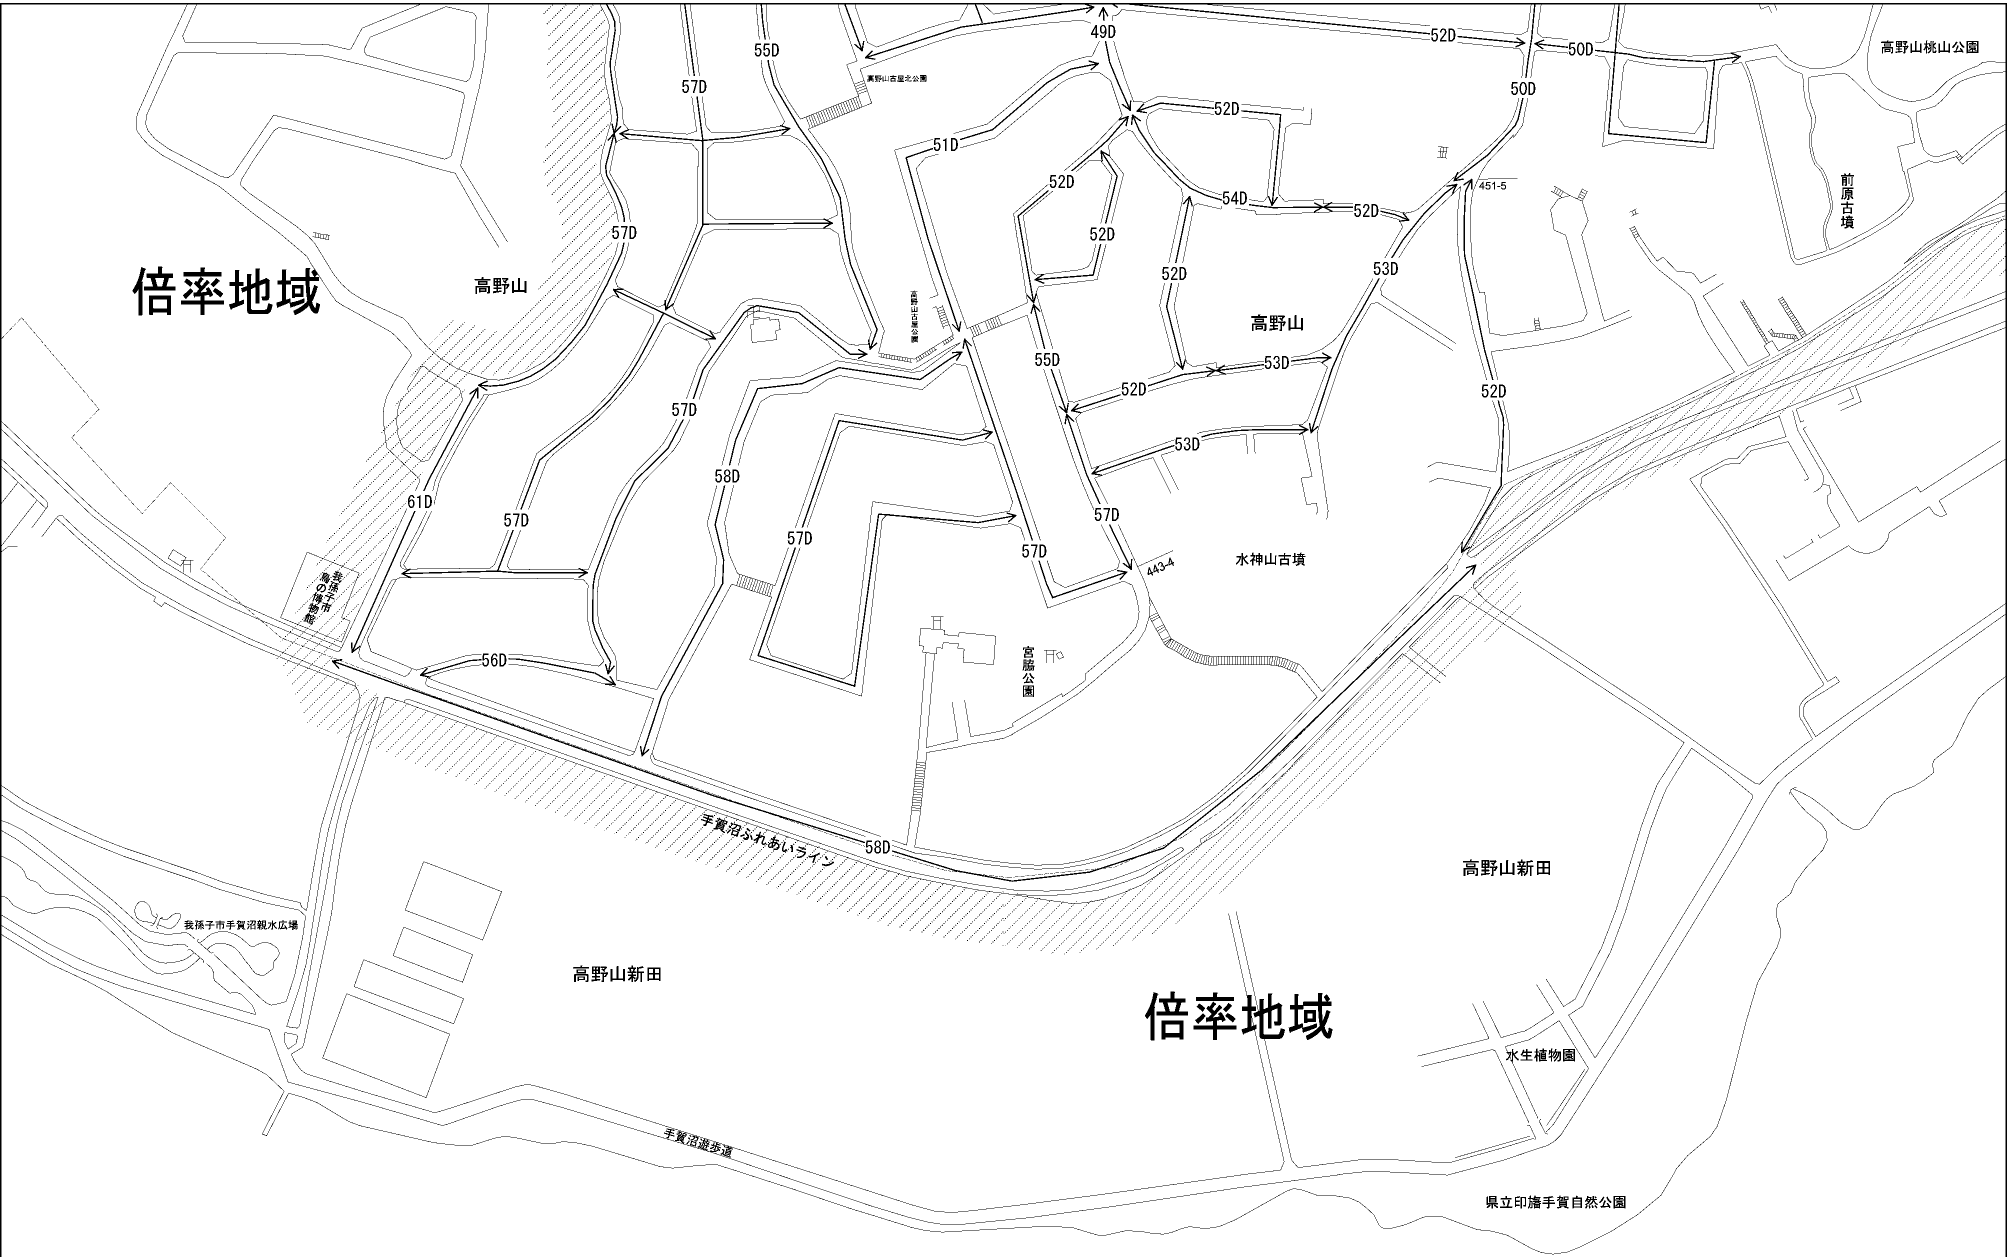 49D
52D
50D
高野山桃山公園
55D
57D
高野山古屋北公園
50D
52D
51D
52D
451-5
54D
52D
前原古墳
57D
52D
53D
52D
倍率地域
高野山
高野山古屋公園
高野山
55D
53D
52D
52D
57D
53D
58D
61D
57D
57D
57D
57D
水神山古墳
443-4
我孫子市
鳥の博物館
56D
宮脇公園
手賀沼ふれあいライン
58D
高野山新田
我孫子市手賀沼親水広場
高野山新田
倍率地域
水生植物園
手賀沼遊歩道
県立印旛手賀自然公園